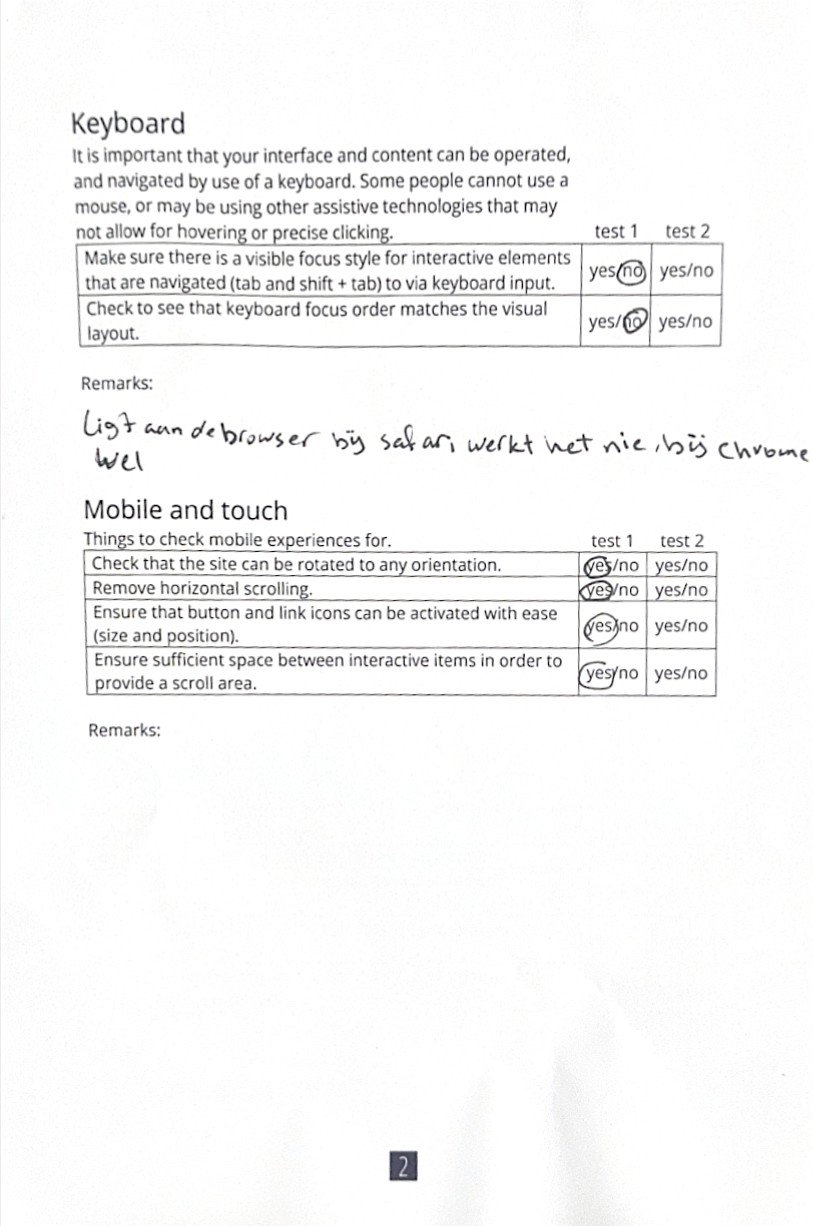 Keyboard
It is important that your interface and content can be operated,
and navigated by use of a keyboard. Some people cannot use a
mouse, or may be using other assistive technologies that may
not allow for hovering or precise clicking. test 1 test 2
Make sure there is a visible focus style for interactive elements
that are navigated (tab and shift + tab) to via keyboard input. yes/no yes/no
Check to see that keyboard focus order matches the visual
layout. yes/no yes/no
Remarks:
Ligt aan de browser bij safari werkt het nie, bij chrome
wel
Mobile and touch
Things to check mobile experiences for. test 1 test 2
Check that the site can be rotated to any orientation. yes/no yes/no
Remove horizontal scrolling. yes/no yes/no
Ensure that button and link icons can be activated with ease
(size and position). yes/no yes/no
Ensure sufficient space between interactive items in order to
provide a scroll area. yes/no yes/no
Remarks:
2